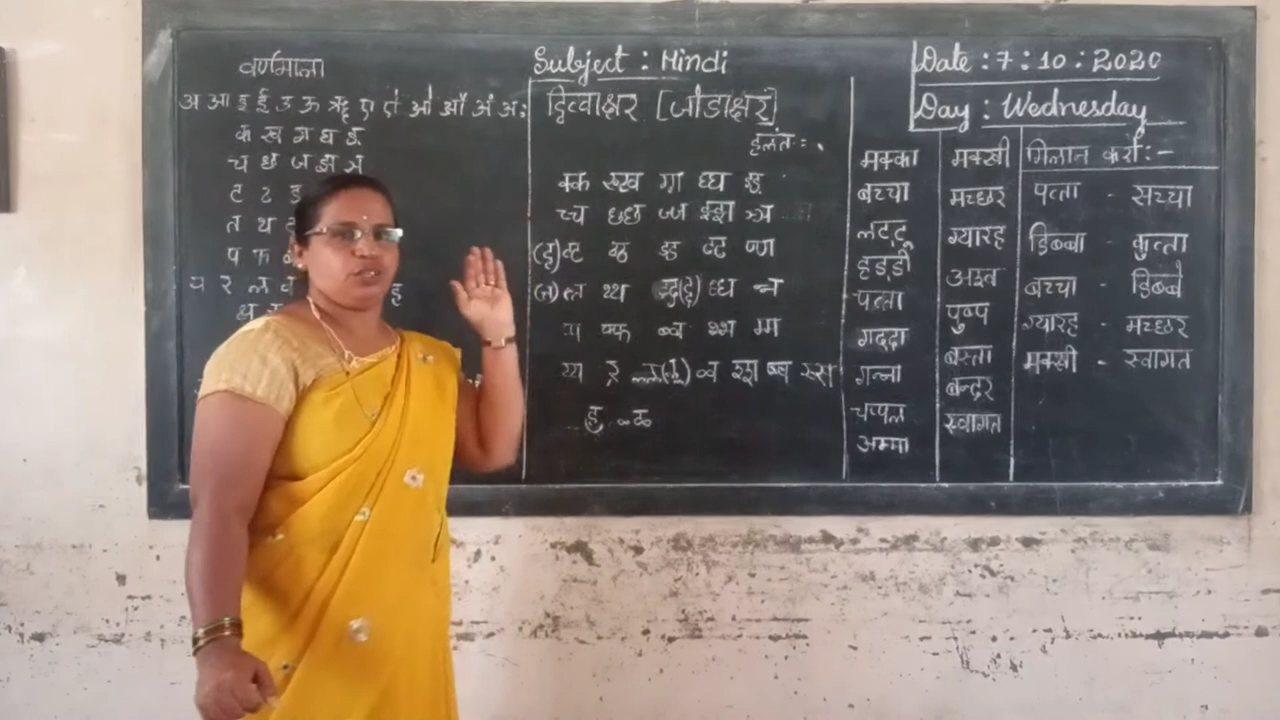 वर्णमाला
अ आ इ ई उ ऊ ऋ ए ऐ ओ औ अं अः
क ख ग घ ङ
च छ ज झ ञ
ट ठ ड
त थ
प फ
य र ल व
क्ष
Subject : Hindi
द्वित्वाक्षर [जोडाक्षर]
हलंत :- ्
क्क ख्ख ग्ग घ्घ ङ्ङ
च्च छ्छ ज्ज झ्झ ञ्ञ
(ट्ट) ट्ट ठ्ठ ड्ड ढ्ढ ण्ण
(त्त) त्त थ्थ द्द(द्द) ध्ध न्न
प्प फ्फ ब्ब भ्भ म्म
य्य र्र ल्ल(ल्ल) व्व श्श ष्ष स्स
ह्ह ळ्ळ
Date : 7 : 10 : 2020
Day : Wednesday
मक्का
बच्चा
लट्टू
हड्डी
पत्ता
गद्दा
गन्ना
चप्पल
अम्मा
मक्खी
मच्छर
ग्यारह
अश्व
पुष्प
बस्ता
बन्दर
स्वागत
मिलान करो :-
पत्ता - सच्चा
डिब्बा - कुत्ता
बच्चा - डिब्बे
ग्यारह - मच्छर
मक्खी - स्वागत